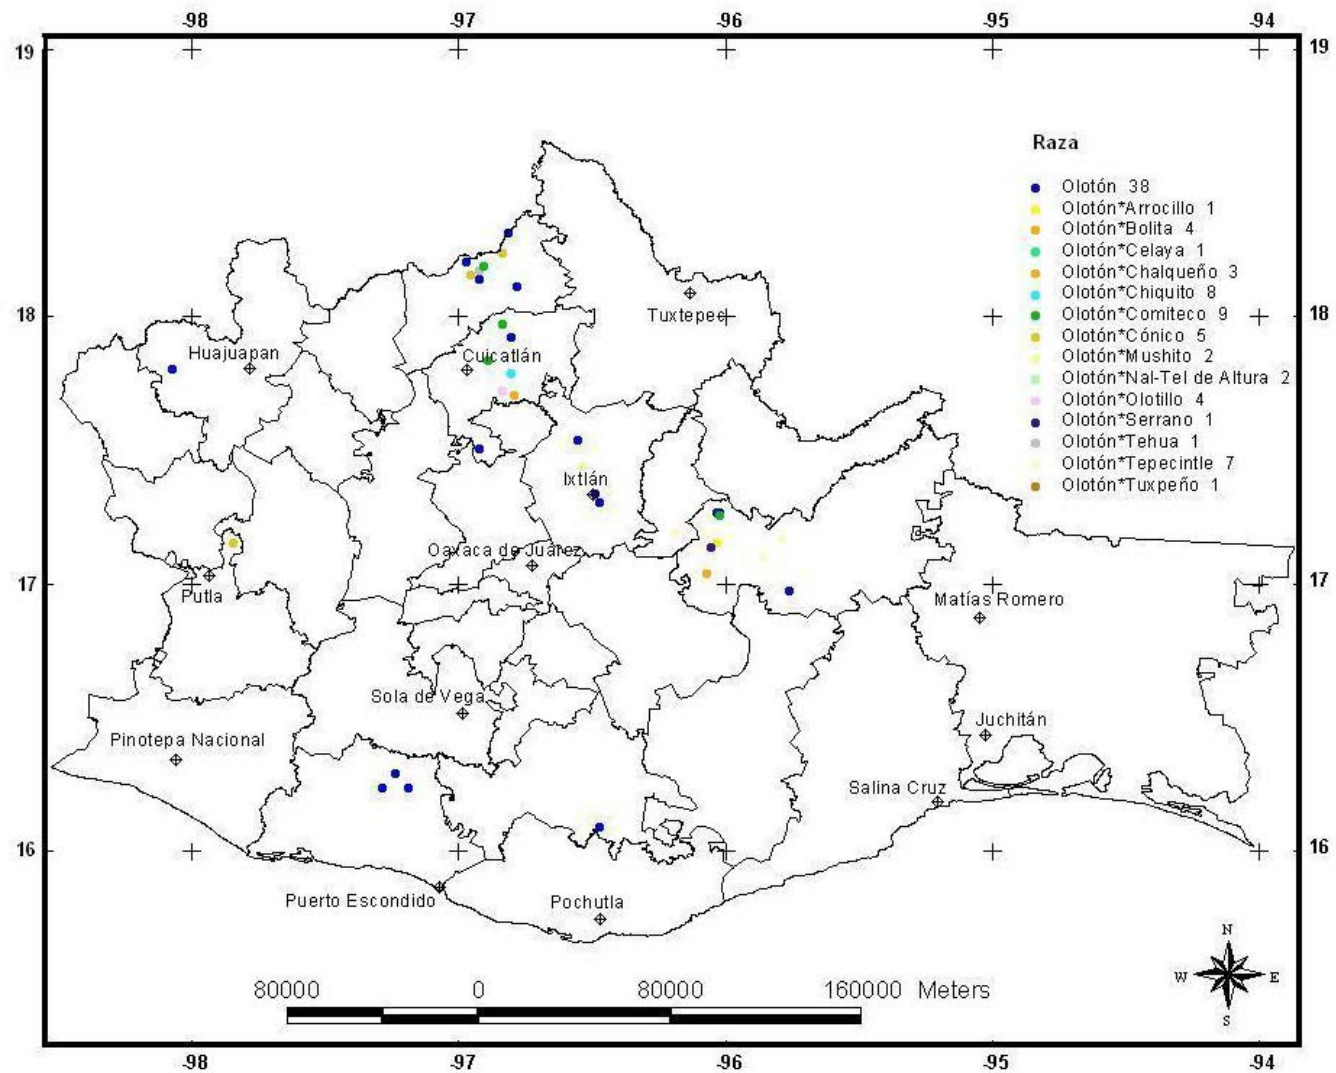 -98 -97 -96 -95 -94
19 19
Raza
Olotón 38
Olotón*Arrocillo 1
Olotón*Bolita 4
Olotón*Celaya 1
Olotón*Chalqueño 3
Olotón*Chiquito 8
Olotón*Comiteco 9
Olotón*Cónico 5
Olotón*Mushito 2
Olotón*Nal-Tel de Altura 2
Olotón*Olotillo 4
Olotón*Serrano 1
Olotón*Tehua 1
Olotón*Tepecintle 7
Olotón*Tuxpeño 1
Tuxtepec
18 18
Huajuapan
Cuicatlán
Ixtlán
Oaxaca de Juárez
17 17
Putla
Matías Romero
Sola de Vega
Juchitán
Pinotepa Nacional
Salina Cruz
16 16
Puerto Escondido
Pochutla
N
W E
S
80000 0 80000 160000 Meters
-98 -97 -96 -95 -94